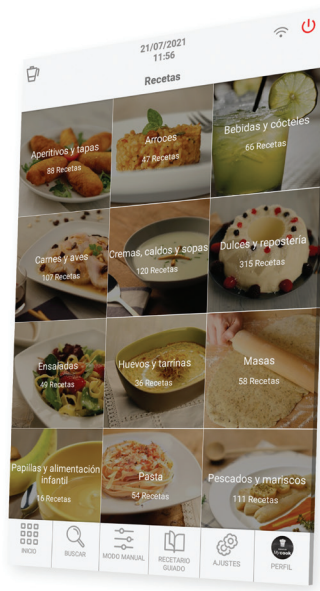 21/07/2021
11:56
Recetas
Aperitivos y tapas
88 Recetas
Arroces
47 Recetas
Bebidas y cócteles
66 Recetas
Carnes y aves
107 Recetas
Cremas, caldos y sopas
120 Recetas
Dulces y repostería
315 Recetas
Ensaladas
49 Recetas
Huevos y tarrinas
36 Recetas
Masas
58 Recetas
Papillas y alimentación
infantil
16 Recetas
Pasta
54 Recetas
Pescados y mariscos
111 Recetas
INICIO
BUSCAR
MODO MANUAL
RECETARIO
GUIADO
AJUSTES
Mycook
PERFIL